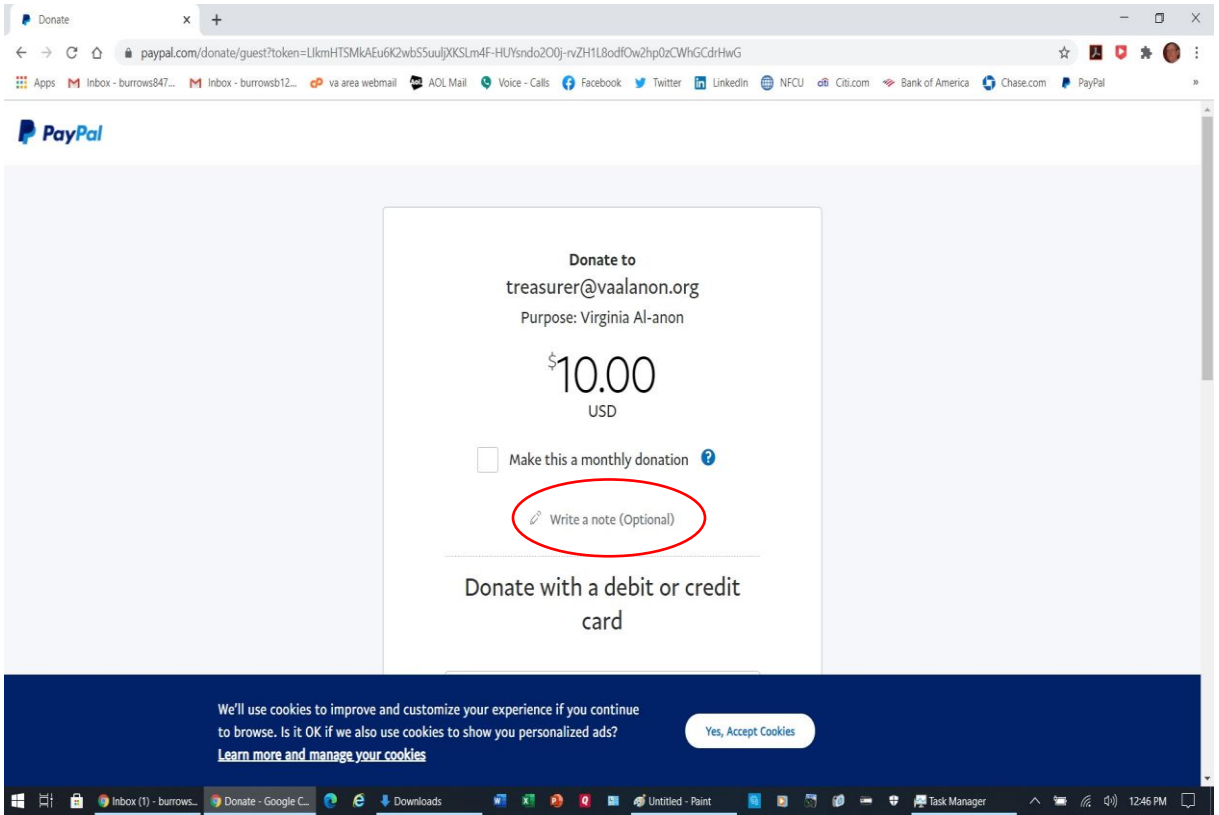 Donate
paypal.com/donate/guest?token=LIkmHTSMkAEu6K2wbS5uuljXKSLm4F-HUYsndo2O0j-rvZH1L8odfOw2hp0zCWhGCdrHwG
Apps Inbox - burrows847... Inbox - burrowsb12... va area webmail AOL Mail Voice - Calls Facebook Twitter LinkedIn NFCU Citi.com Bank of America Chase.com PayPal »
PayPal
Donate to
treasurer@vaalanon.org
Purpose: Virginia Al-anon
$10.00
USD
Make this a monthly donation ?
Write a note (Optional)
Donate with a debit or credit
card
We'll use cookies to improve and customize your experience if you continue
to browse. Is it OK if we also use cookies to show you personalized ads?
Learn more and manage your cookies
Yes, Accept Cookies
Inbox (1) - burrows... Donate - Google C... Downloads Untitled - Paint Task Manager 12:46 PM